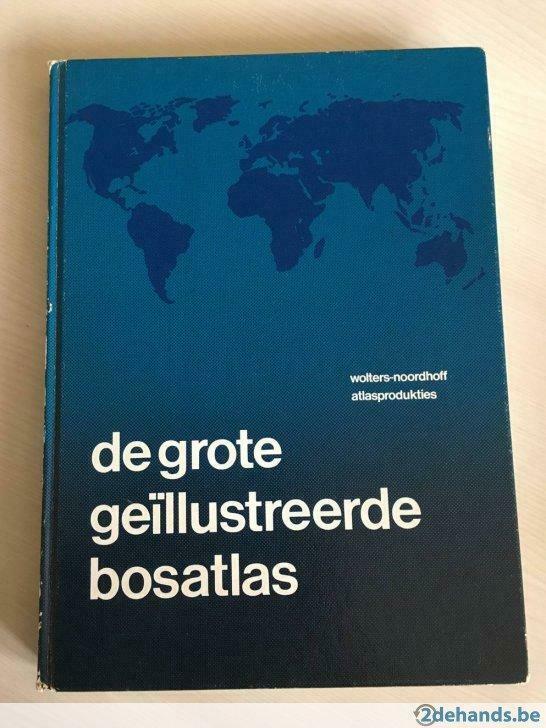 wolters-noordhoff
atlasprodukties
de grote
geïllustreerde
bosatlas
2dehands.be